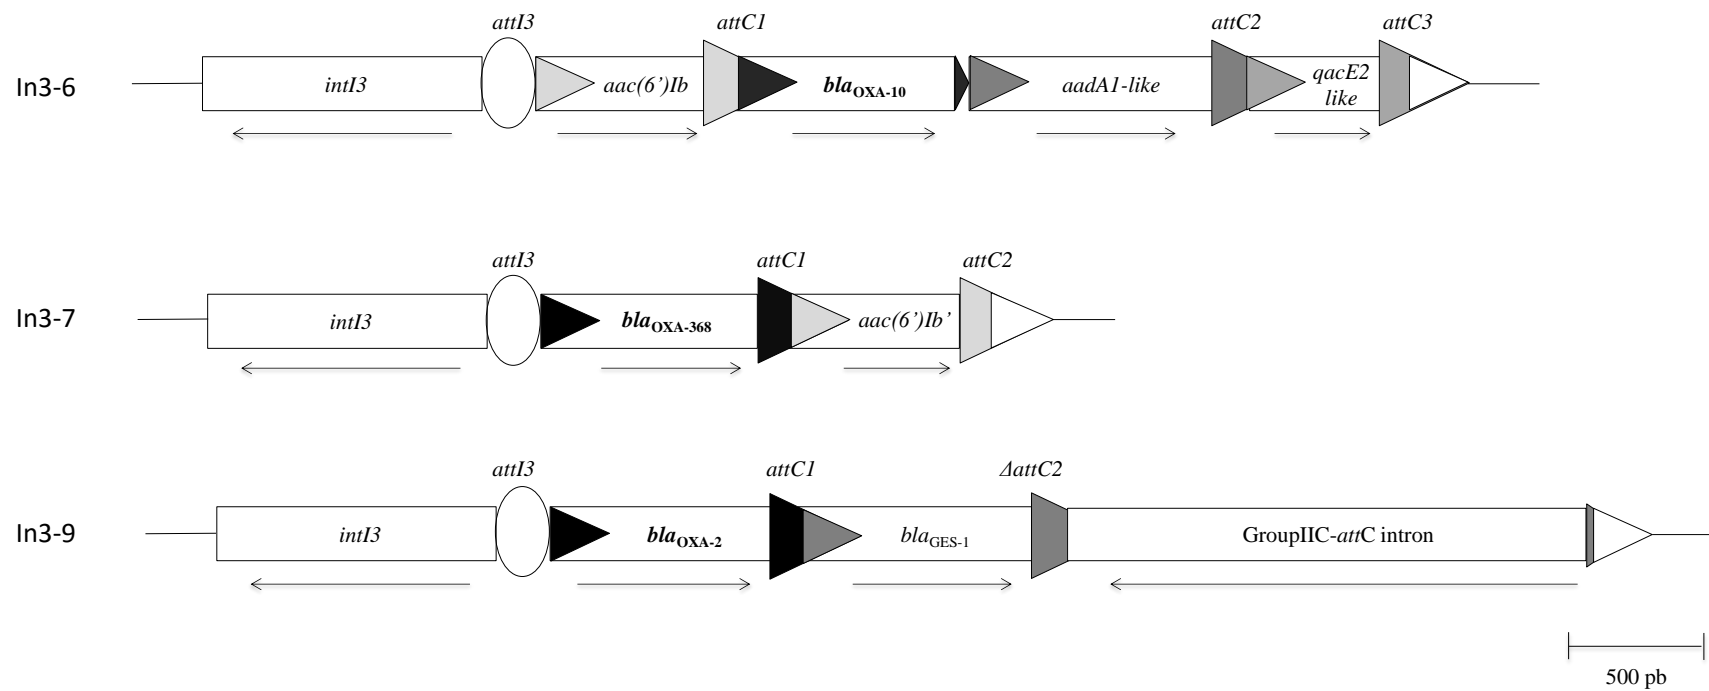 attI3 attC1 attC2 attC3
In3-6 intI3 aac(6’)Ib blaOXA-10 aadA1-like qacE2
like
attI3 attC1 attC2
In3-7 intI3 blaOXA-368 aac(6’)Ib’
attI3 attC1 ΔattC2
In3-9 intI3 blaOXA-2 blaGES-1 GroupIIC-attC intron
500 pb